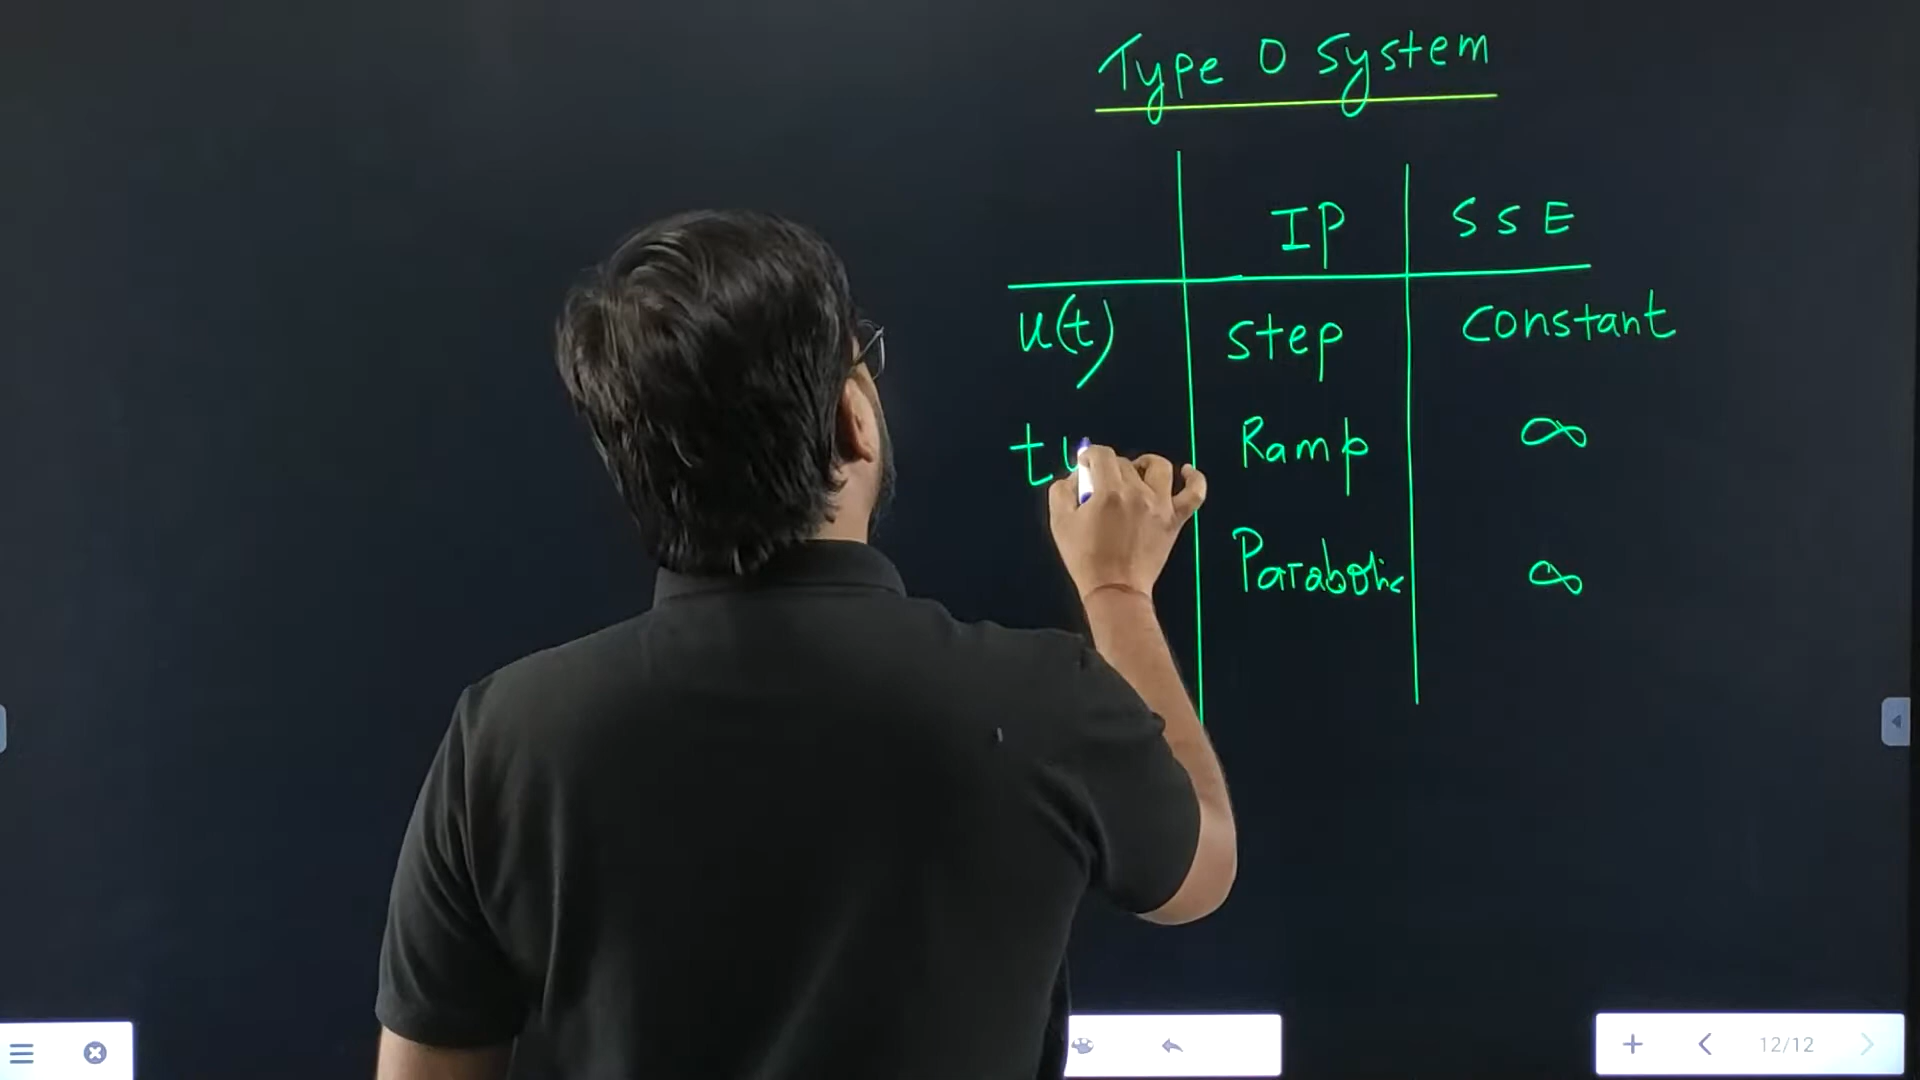 Type 0 System
IP SSE
u(t) step constant
t u Ramp ∞
Parabolic ∞
12/12